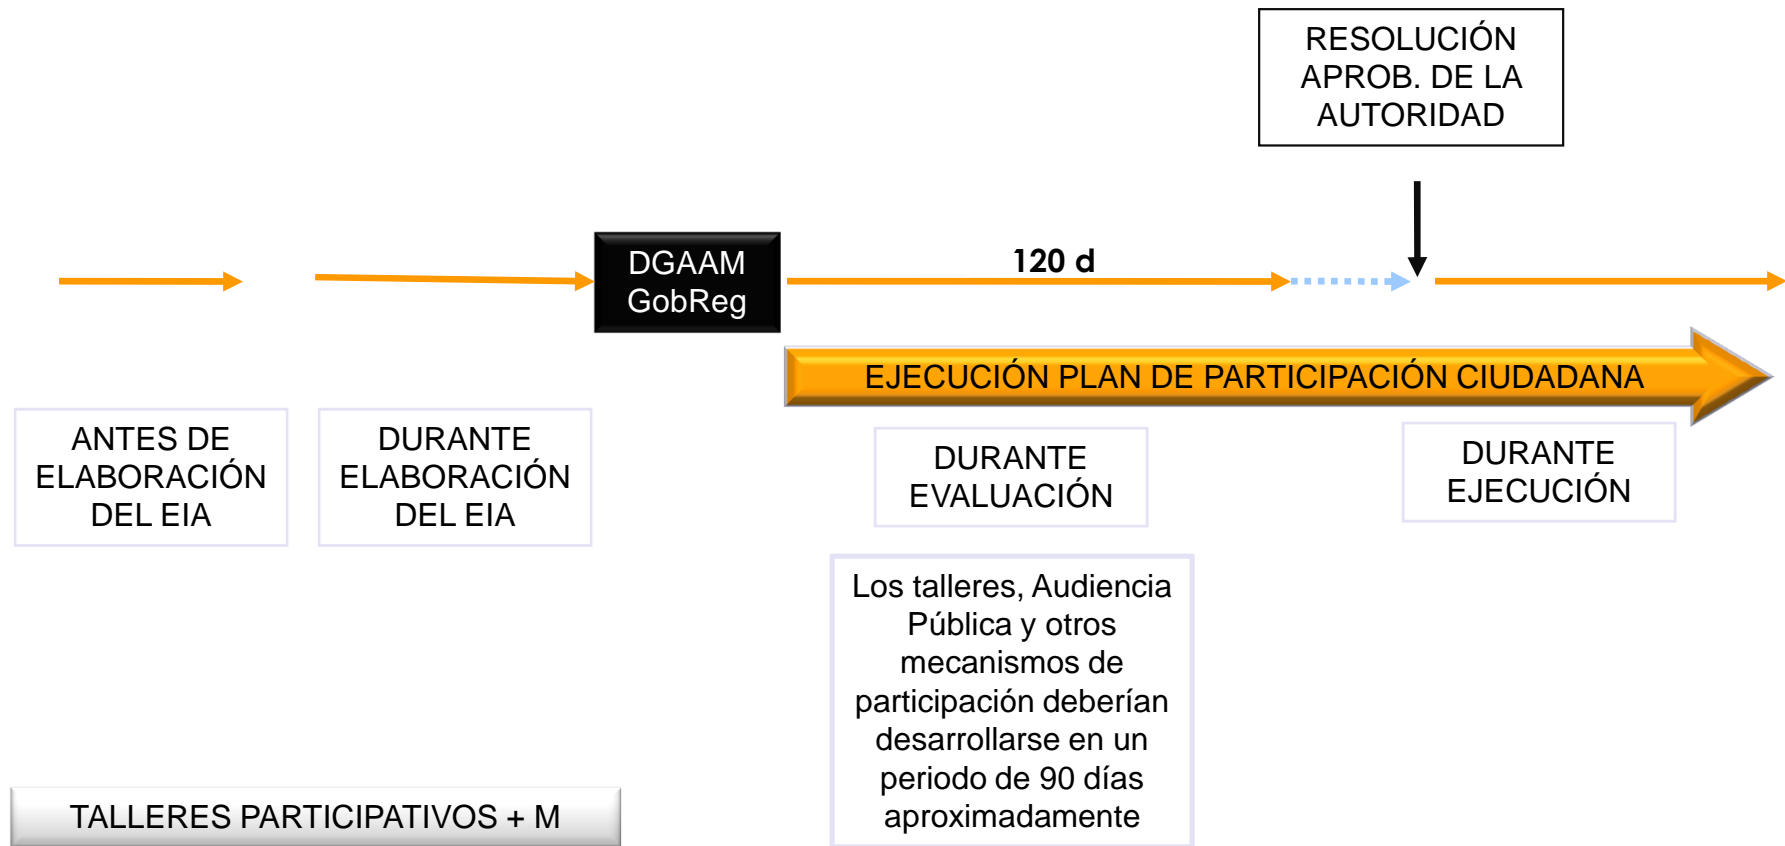 RESOLUCIÓN
APROB. DE LA
AUTORIDAD
DGAAM
GobReg
120 d
EJECUCIÓN PLAN DE PARTICIPACIÓN CIUDADANA
ANTES DE
ELABORACIÓN
DEL EIA
DURANTE
ELABORACIÓN
DEL EIA
DURANTE
EVALUACIÓN
DURANTE
EJECUCIÓN
Los talleres, Audiencia
Pública y otros
mecanismos de
participación deberían
desarrollarse en un
periodo de 90 días
aproximadamente
TALLERES PARTICIPATIVOS + M